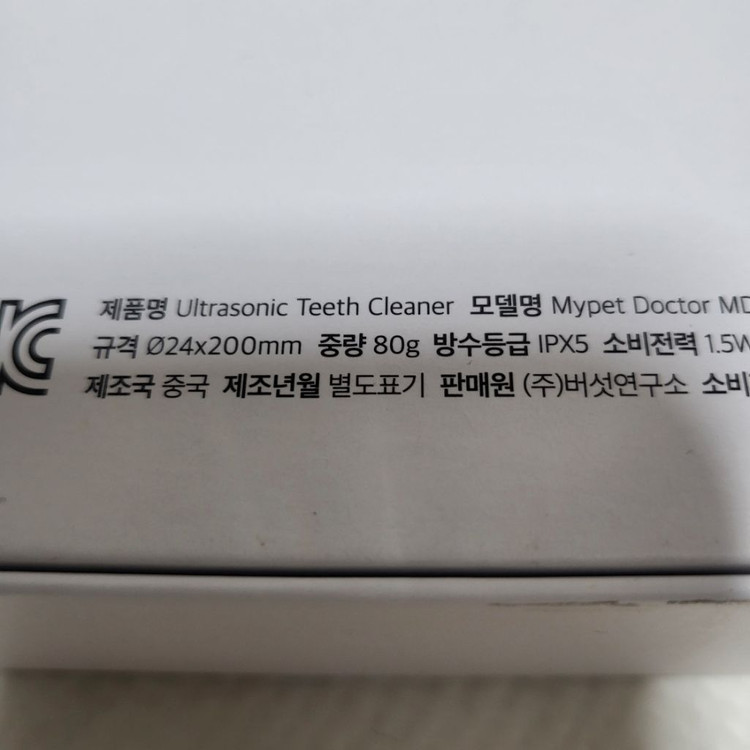 제품명 Ultrasonic Teeth Cleaner 모델명 Mypet Doctor MD
규격 Ø24x200mm 중량 80g 방수등급 IPX5 소비전력 1.5W
제조국 중국 제조년월 별도표기 판매원 (주)버섯연구소 소비